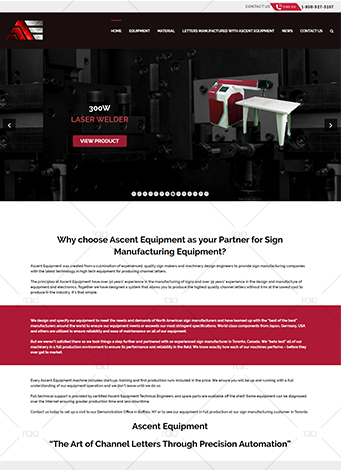 CONTACT US CALL US 1-800-527-5107
HOME EQUIPMENT MATERIAL LETTERS MANUFACTURED WITH ASCENT EQUIPMENT NEWS CONTACT US
300W
LASER WELDER
VIEW PRODUCT
Why choose Ascent Equipment as your Partner for Sign
Manufacturing Equipment?
Ascent Equipment was created from a culmination of experienced, quality sign makers and machinery design engineers to provide sign manufacturing companies
with the latest technology in high tech equipment for producing channel letters.
The principles at Ascent Equipment have over 30 years' experience in the manufacturing of signs and over 35 years' experience in the design and manufacture of
equipment and electronics. Together we have designed a system that allows you to produce the highest quality channel letters without trim at the lowest cost to
produce in the industry. It's that simple.
We design and specify our equipment to meet the needs and demands of North American sign manufacturers and have teamed up with the "best of the best"
manufacturers around the world to ensure our equipment meets or exceeds our most stringent specifications. World class components from Japan, Germany, USA
and others are utilized to ensure reliability and ease of maintenance on all of our equipment.
But we weren't satisfied there so we took things a step further and partnered with an experienced sign manufacturer in Toronto, Canada. We "beta test" all of our
machinery in a full production environment to ensure its performance and reliability in the field. We know exactly how each of our machines performs – before they
ever get to market.
Every Ascent Equipment machine includes start-up, training and first production runs included in the price. We ensure you will be up and running with a full
understanding of our equipment operation and we don't leave until we do so.
Full technical support is provided by certified Ascent Equipment Technical Engineers and spare parts are available off the shelf. Some equipment can be diagnosed
over the Internet ensuring greater production time and less downtime.
Contact us today to set up a visit to our Demonstration Office in Buffalo, NY or to see our equipment in full production at our sign manufacturing customer in Toronto.
Ascent Equipment
"The Art of Channel Letters Through Precision Automation"